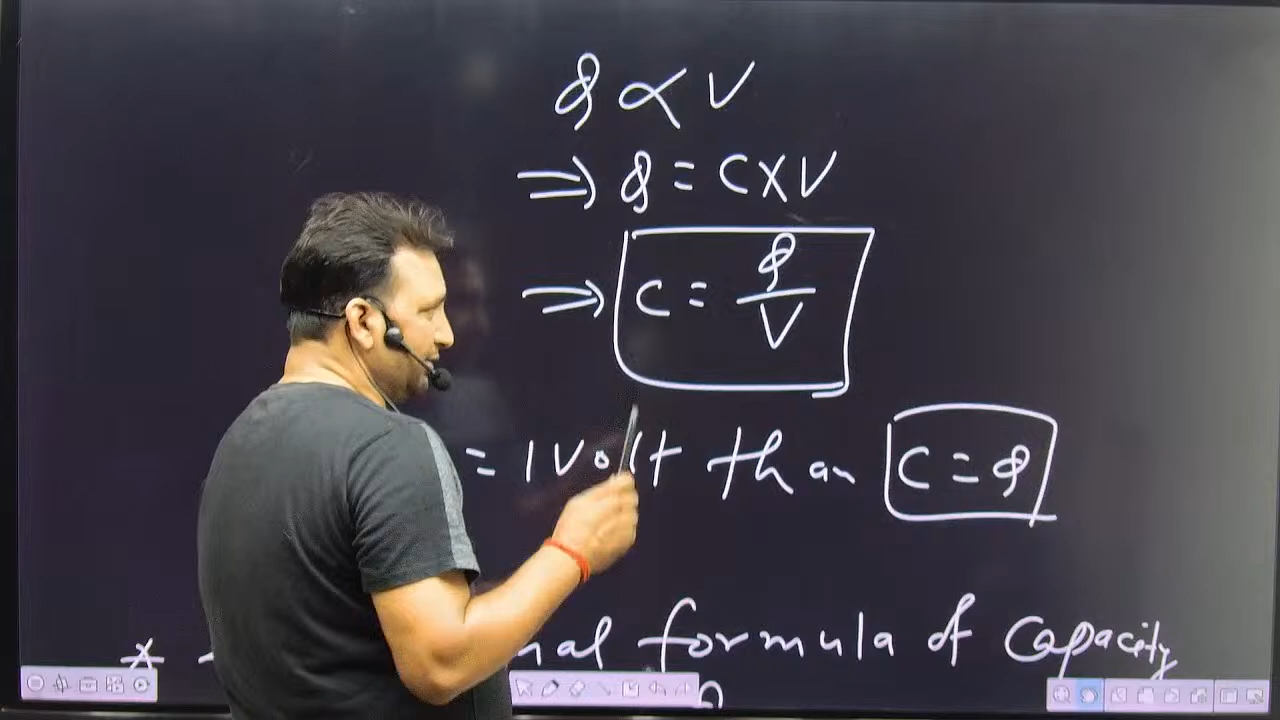 Q ∝ V
⇒ Q = C X V
⇒ C = Q / V
= 1 Volt than C = Q
* nal formula of Capacity